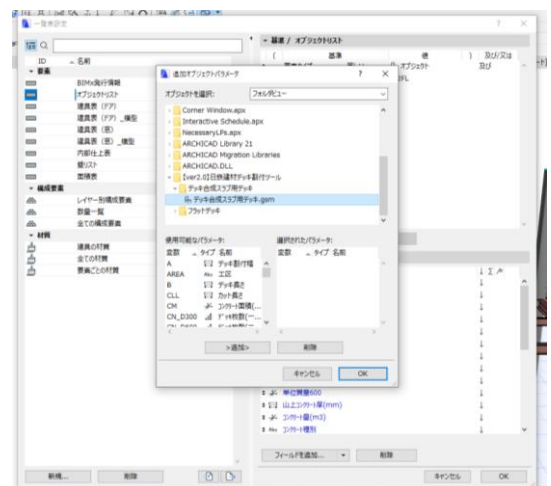 一覧表設定
ID
名前
要素
BIMx発行情報
オブジェクトリスト
建具表（ドア）
建具表（ドア）_横型
建具表（窓）
建具表（窓）_横型
内部仕上表
壁リスト
面積表
構成要素
レイヤー別構成要素
数量一覧
全ての構成要素
材質
建具の材質
全ての材質
要素ごとの材質
新規...
削除
基準 / オブジェクトリスト
(
基準
値
)
及び/又は
オブジェクト
及び
追加オブジェクトパラメータ
?
×
オブジェクトを選択:
フォルダビュー
Corner Window.apx
Interactive Schedule.apx
NecessaryLPs.apx
ARCHICAD Library 21
ARCHICAD Migration Libraries
ARCHICAD.DLL
【ver2.0】日鉄建材デッキ割付ツール
デッキ合成スラブ用デッキ
デッキ合成スラブ用デッキ.gsm
フラットデッキ
使用可能なパラメータ:
選択されたパラメータ:
変数
タイプ
名前
変数
タイプ
名前
A
デッキ割付幅
AREA
Abc
工区
B
デッキ長さ
CLL
カット長さ
CM
コンクリート面積(...
CN_D300
デッキ枚数(一...
>追加>
削除
キャンセル
OK
単位質量600
山上コンクリート厚(mm)
コンクリート量(m3)
コンクリート種別
フィールドを追加...
削除
キャンセル
OK